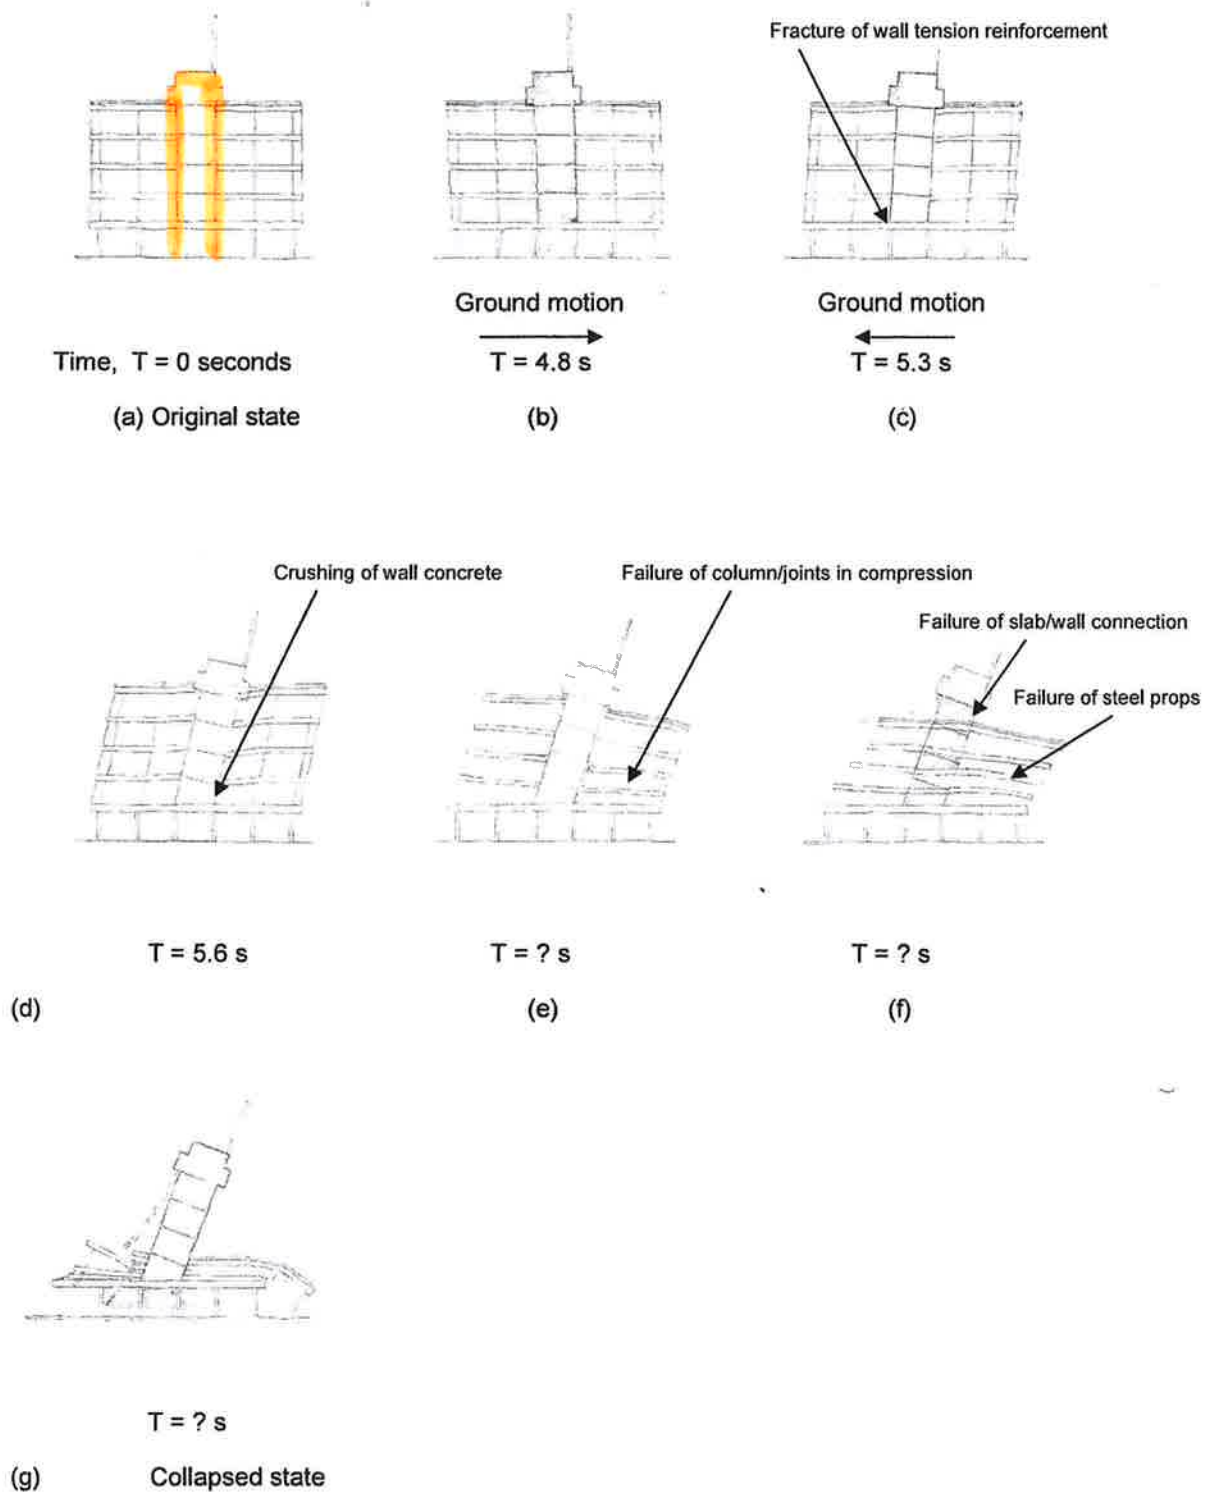 Fracture of wall tension reinforcement
Ground motion
Ground motion
Time, T = 0 seconds
T = 4.8 s
T = 5.3 s
(a) Original state
(b)
(c)
Crushing of wall concrete
Failure of column/joints in compression
Failure of slab/wall connection
Failure of steel props
T = 5.6 s
T = ? s
T = ? s
(d)
(e)
(f)
T = ? s
(g) Collapsed state